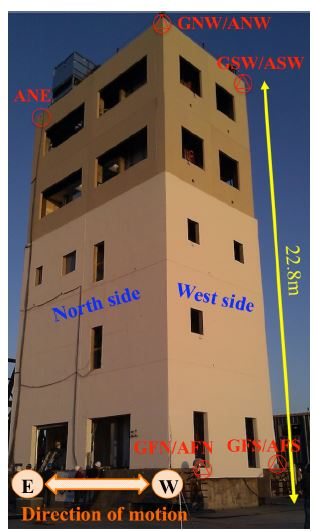 GNW/ANW
GSW/ASW
ANE
22.8m
North side
West side
GFN/AFN
GFS/AFS
E
W
Direction of motion